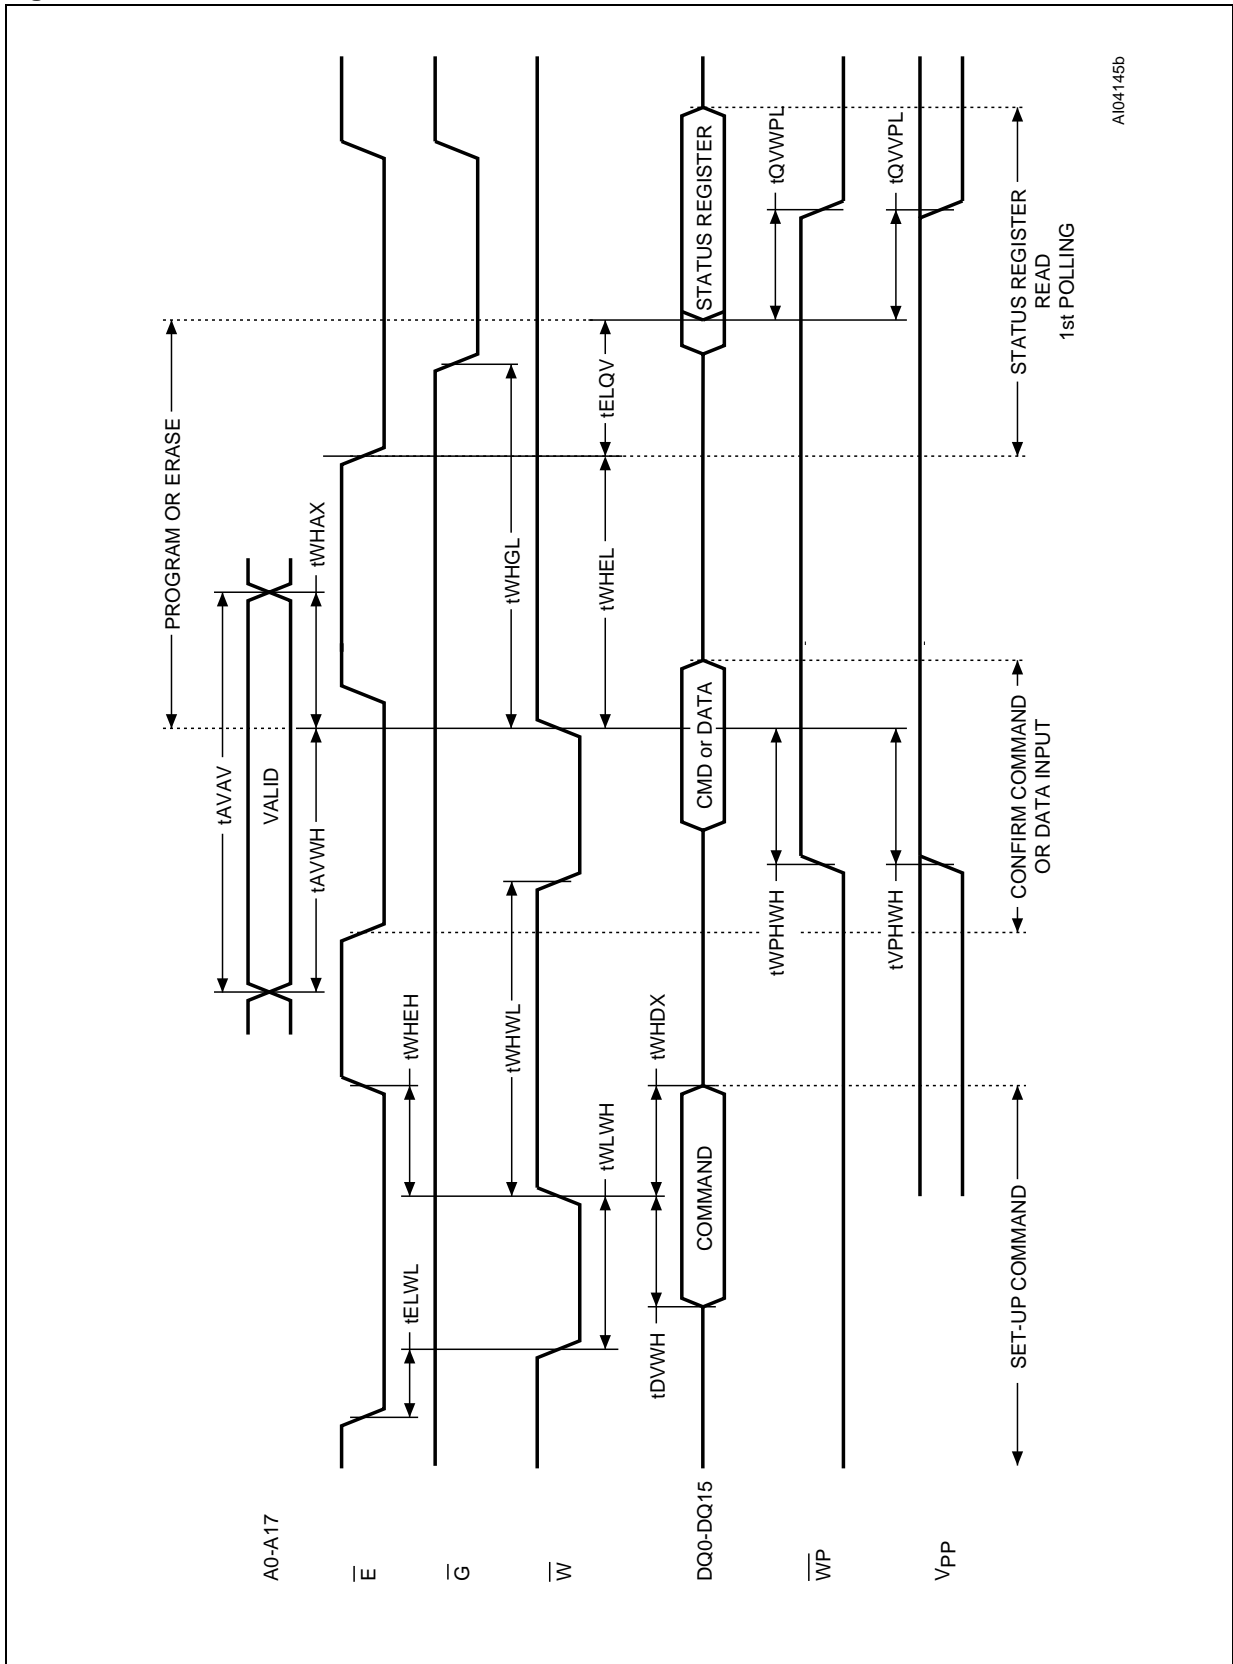 PROGRAM OR ERASE
tAVAV
A0-A17
VALID
tAVWH
tWHAX
E
tELWL
tWHEH
G
tWHWL
tWHGL
W
tWLWH
tWHEL
tELQV
tDVWH
tWHDX
DQ0-DQ15
COMMAND
CMD or DATA
STATUS REGISTER
tWPHWH
tQVWPL
WP
tVPHWH
tQVVPL
VPP
SET-UP COMMAND
CONFIRM COMMAND
OR DATA INPUT
STATUS REGISTER
READ
1st POLLING
AI04145b